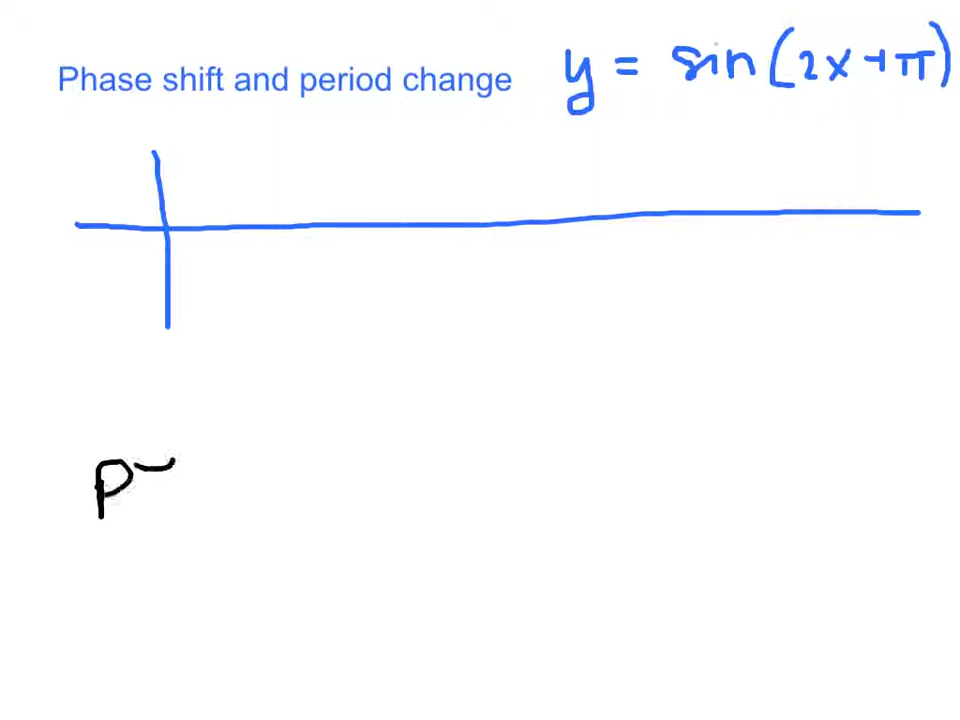 Phase shift and period change y = sin(2x+π)
P